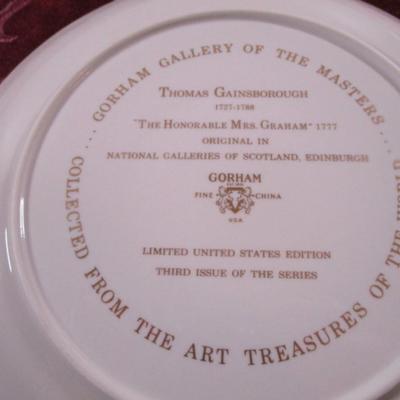 .... GORHAM GALLERY OF THE MASTERS ....
THOMAS GAINSBOROUGH
1727-1788
"THE HONORABLE MRS. GRAHAM" 1777
ORIGINAL IN
NATIONAL GALLERIES OF SCOTLAND, EDINBURGH
GORHAM
FINE CHINA
USA
LIMITED UNITED STATES EDITION
THIRD ISSUE OF THE SERIES
COLLECTED FROM THE ART TREASURES OF THE WORLD